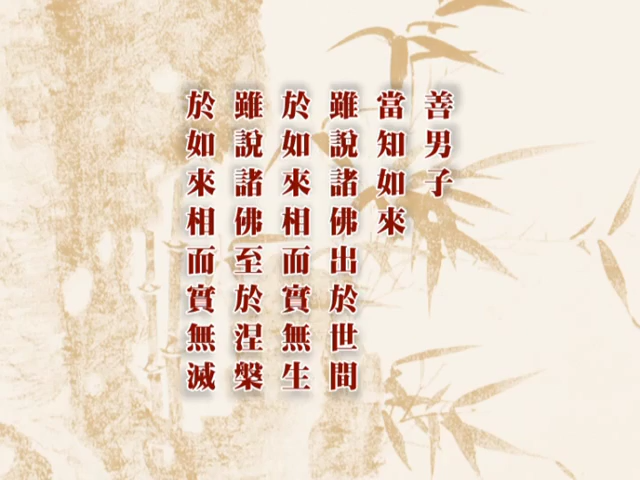 善男子
當知如來
雖說諸佛出於世間
於如來相而實無生
雖說諸佛至於涅槃
於如來相而實無滅